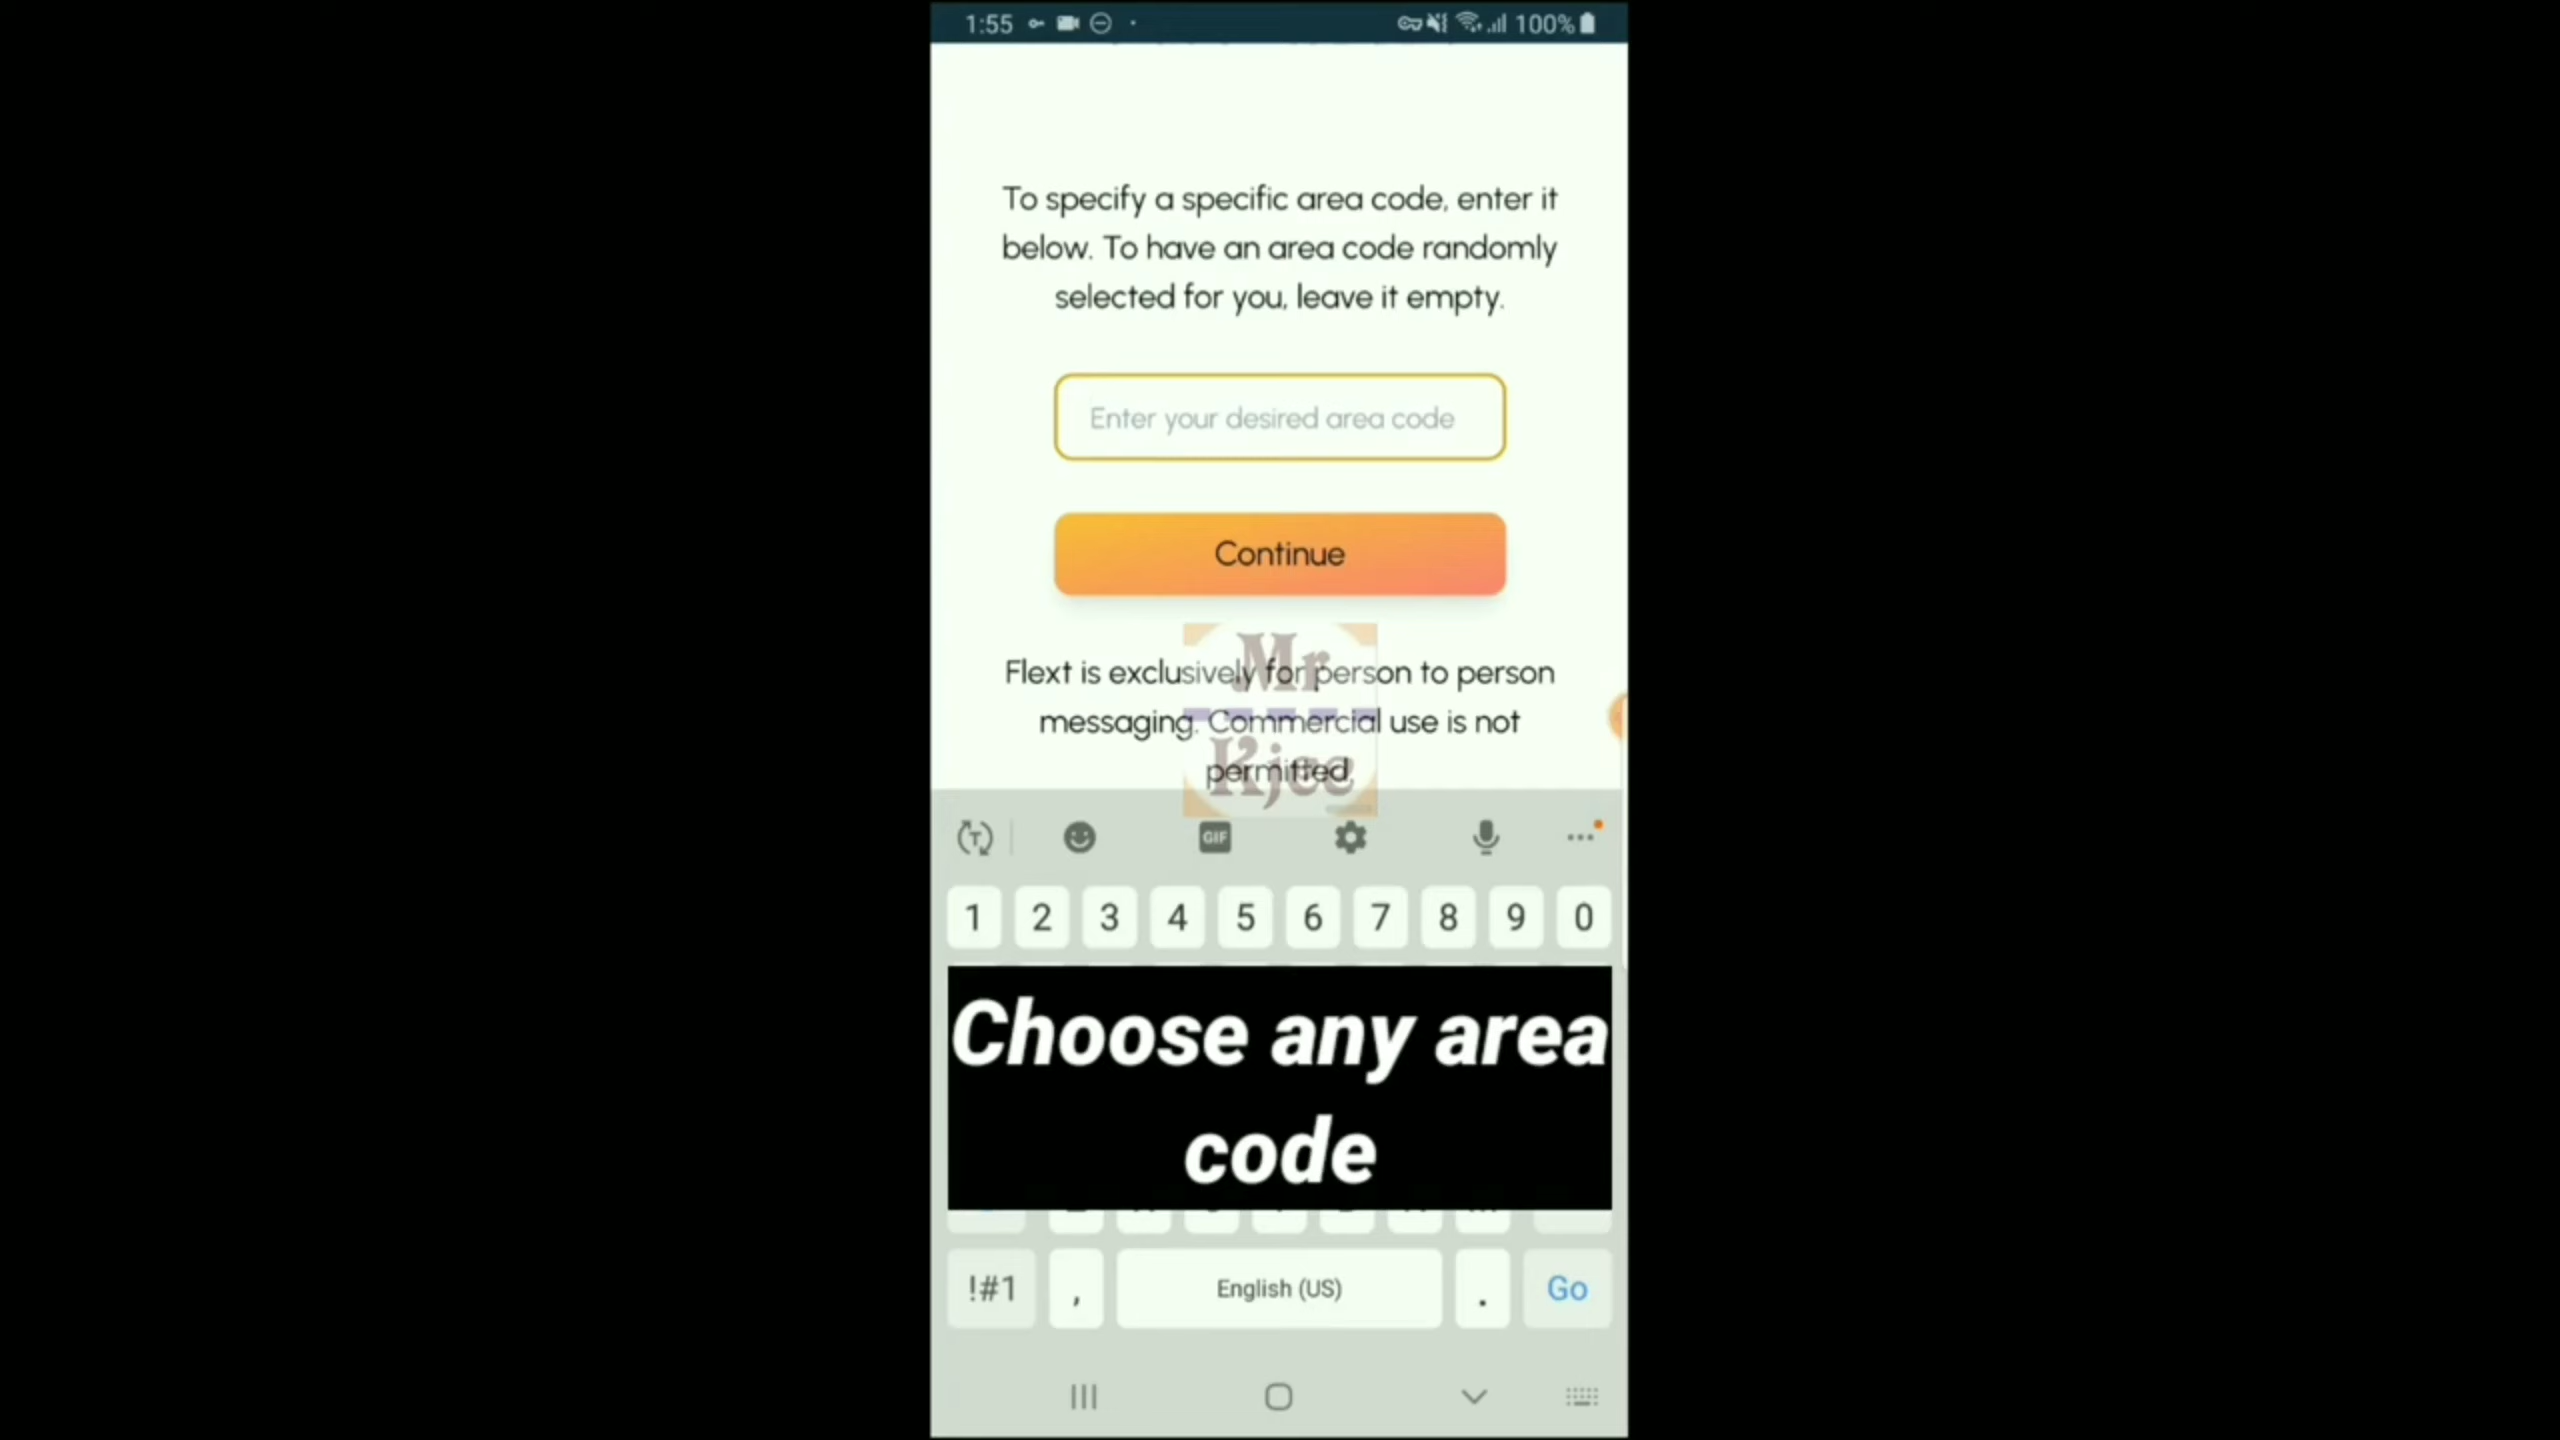 1:55
100%
To specify a specific area code, enter it
below. To have an area code randomly
selected for you, leave it empty.
Enter your desired area code
Continue
Mr
Flext is exclusively for person to person
messaging. Commercial use is not
Kjee
permitted.
GIF
1 2 3 4 5 6 7 8 9 0
Choose any area
code
!#1 , English (US) . Go